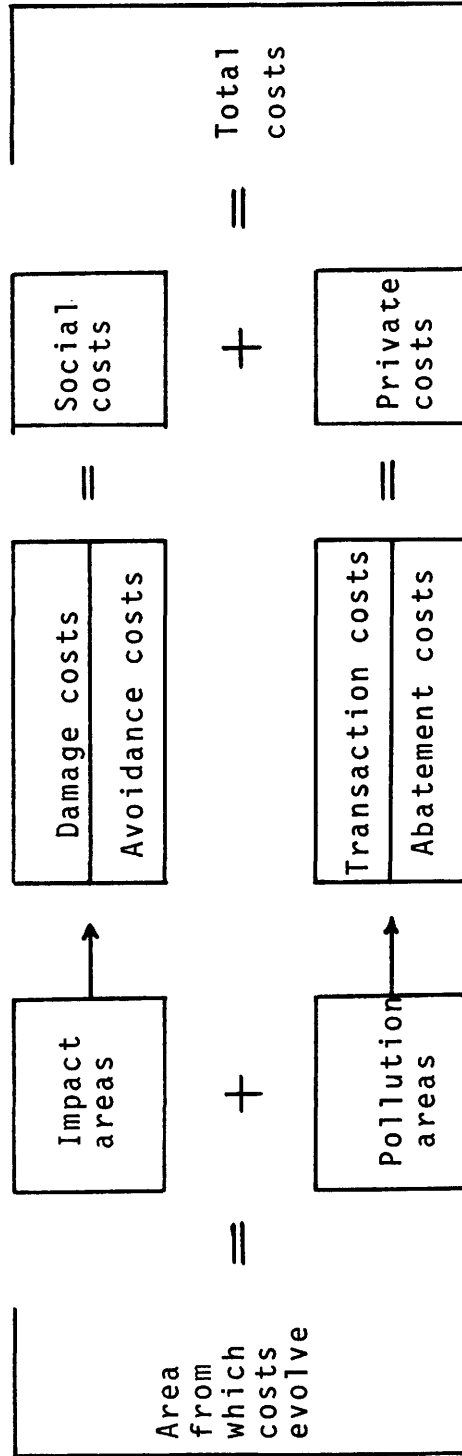 Area
from
which
costs
evolve
=
Impact
areas
+
Pollution
areas
Damage costs
Avoidance costs
Transaction costs
Abatement costs
=
=
Social
costs
+
Private
costs
=
Total
costs